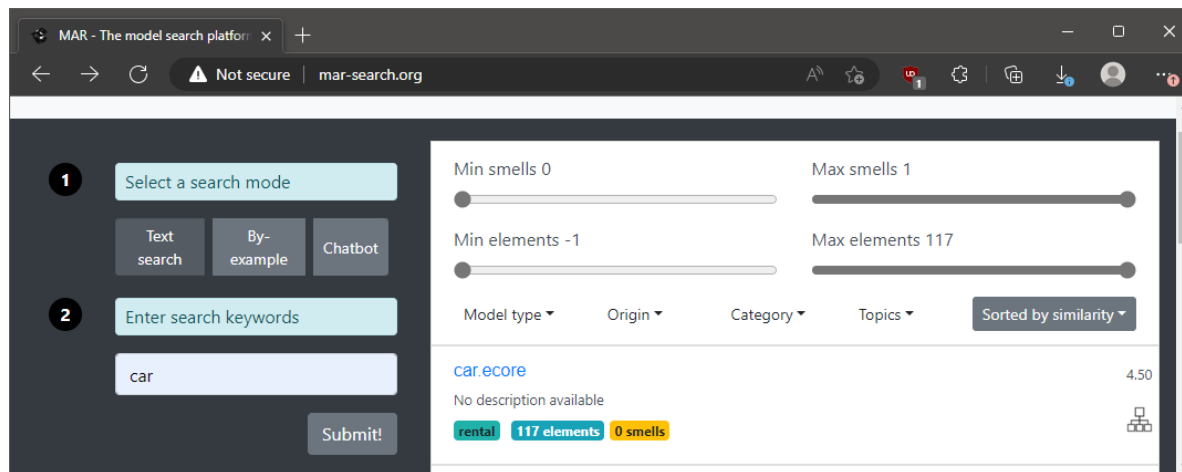 MAR - The model search platfor
Not secure | mar-search.org
1
1
Select a search mode
Text search
By-example
Chatbot
2
Enter search keywords
car
Submit!
Min smells 0
Max smells 1
Min elements -1
Max elements 117
Model type
Origin
Category
Topics
Sorted by similarity
car.ecore
4.50
No description available
rental 117 elements 0 smells